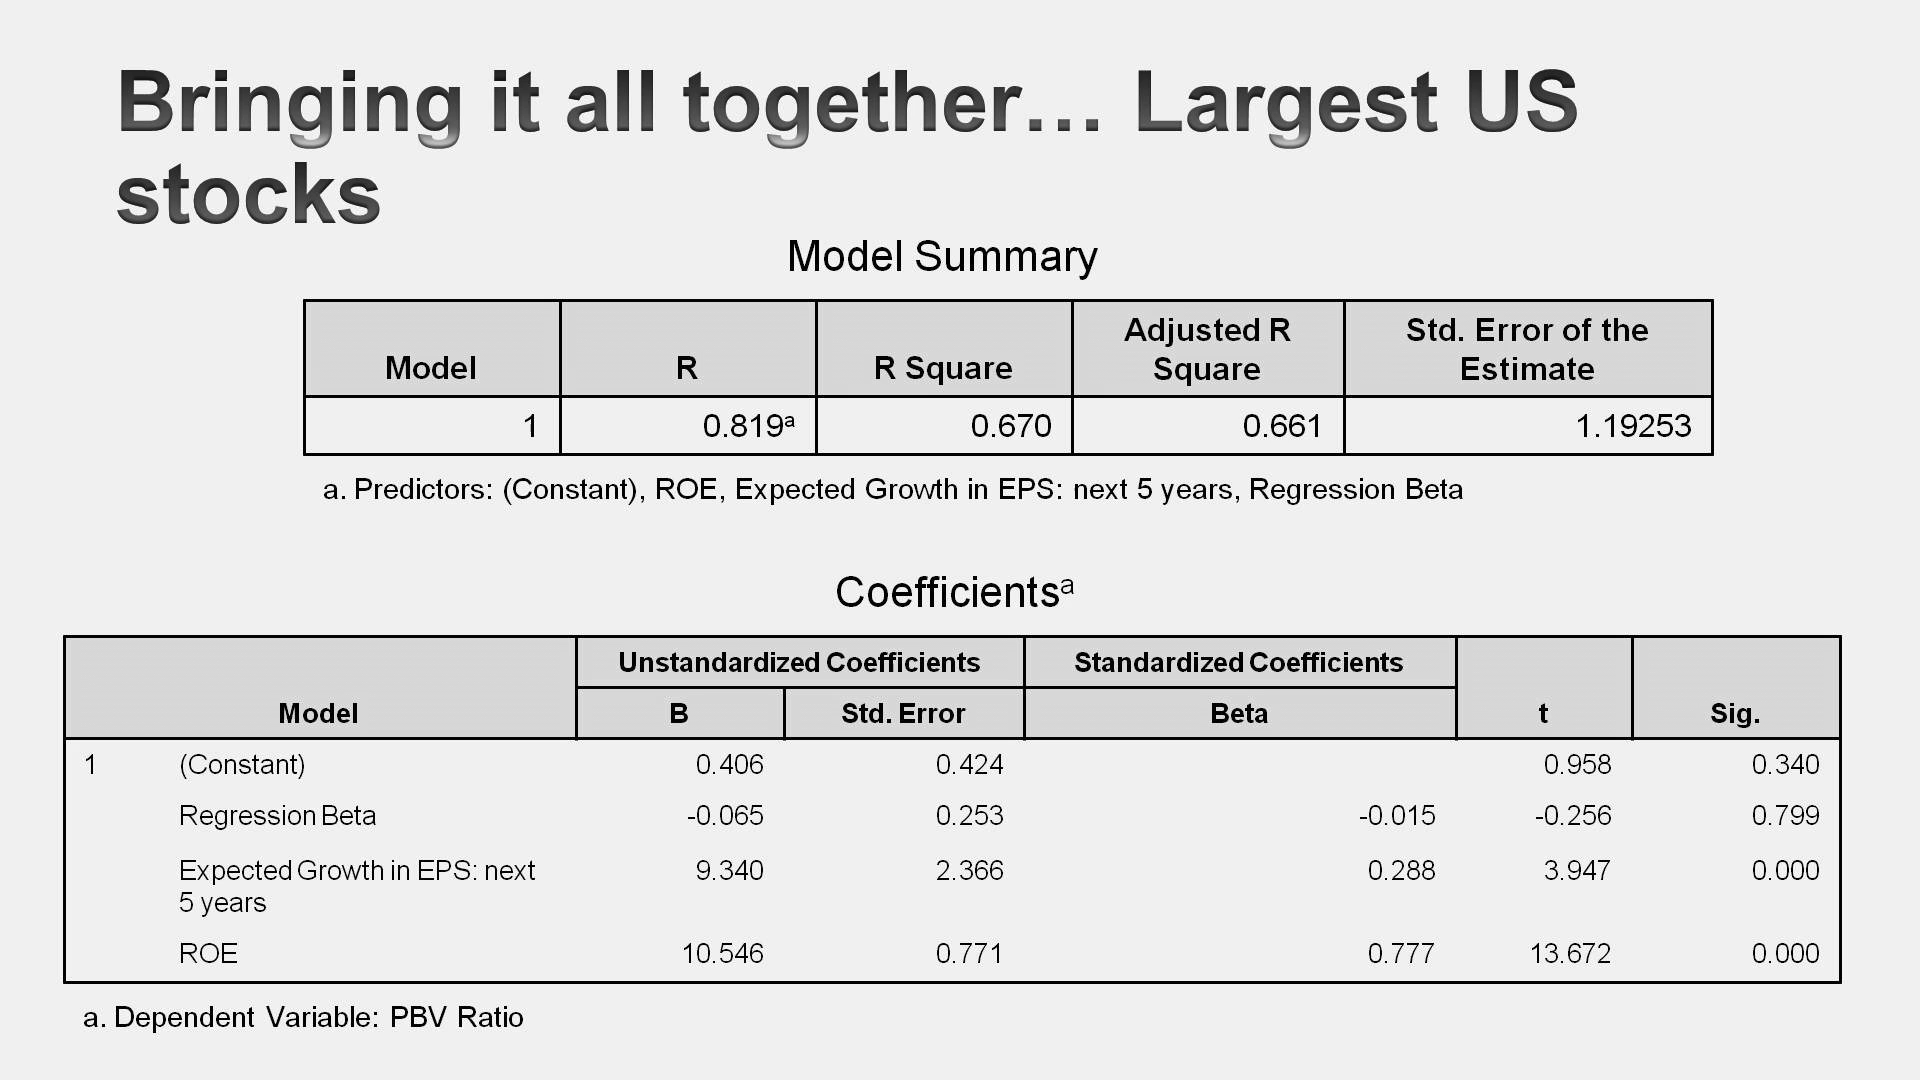 Bringing it all together… Largest US
stocks
Model Summary
Model R R Square Adjusted R Square Std. Error of the Estimate
1 0.819a 0.670 0.661 1.19253
a. Predictors: (Constant), ROE, Expected Growth in EPS: next 5 years, Regression Beta
Coefficientsa
Model Unstandardized Coefficients Standardized Coefficients t Sig.
B Std. Error Beta
1 (Constant) 0.406 0.424 0.958 0.340
Regression Beta -0.065 0.253 -0.015 -0.256 0.799
Expected Growth in EPS: next 5 years 9.340 2.366 0.288 3.947 0.000
ROE 10.546 0.771 0.777 13.672 0.000
a. Dependent Variable: PBV Ratio